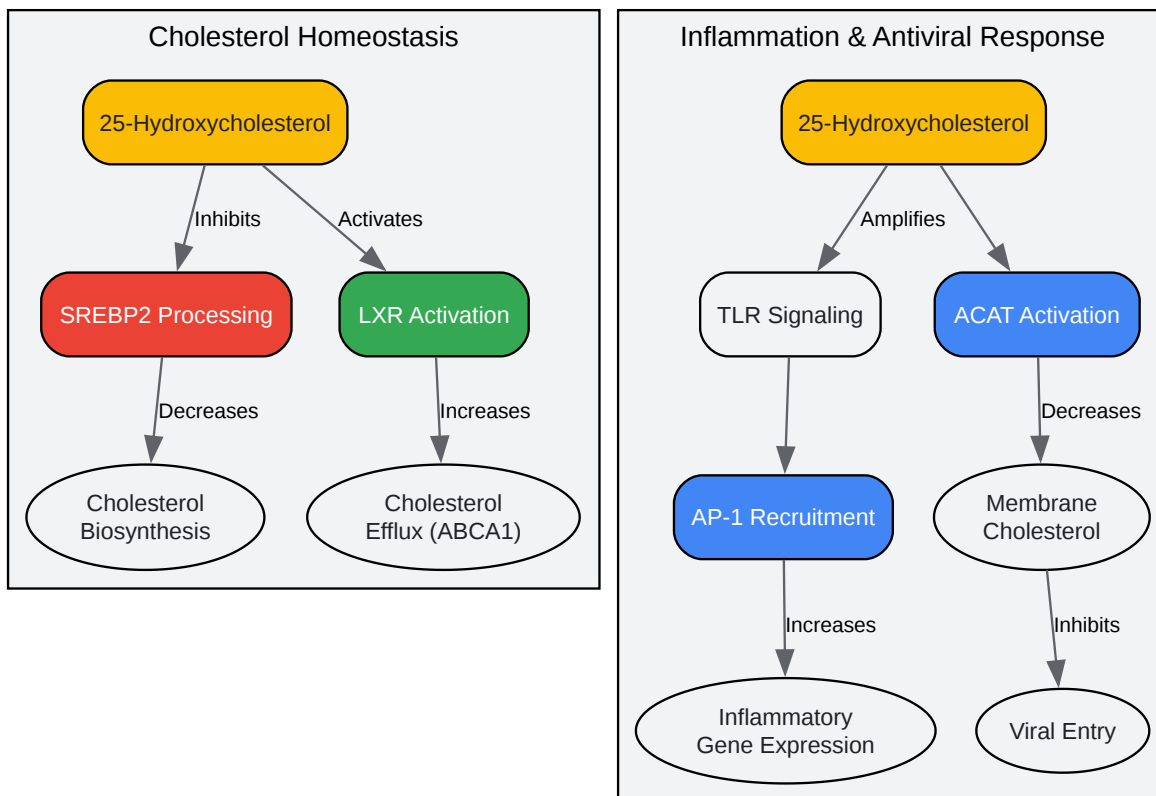 Cholesterol Homeostasis
25-Hydroxycholesterol
Inhibits
Activates
SREBP2 Processing
LXR Activation
Decreases
Increases
Cholesterol
Biosynthesis
Cholesterol
Efflux (ABCA1)
Inflammation & Antiviral Response
25-Hydroxycholesterol
Amplifies
TLR Signaling
ACAT Activation
Decreases
AP-1 Recruitment
Membrane
Cholesterol
Increases
Inhibits
Inflammatory
Gene Expression
Viral Entry